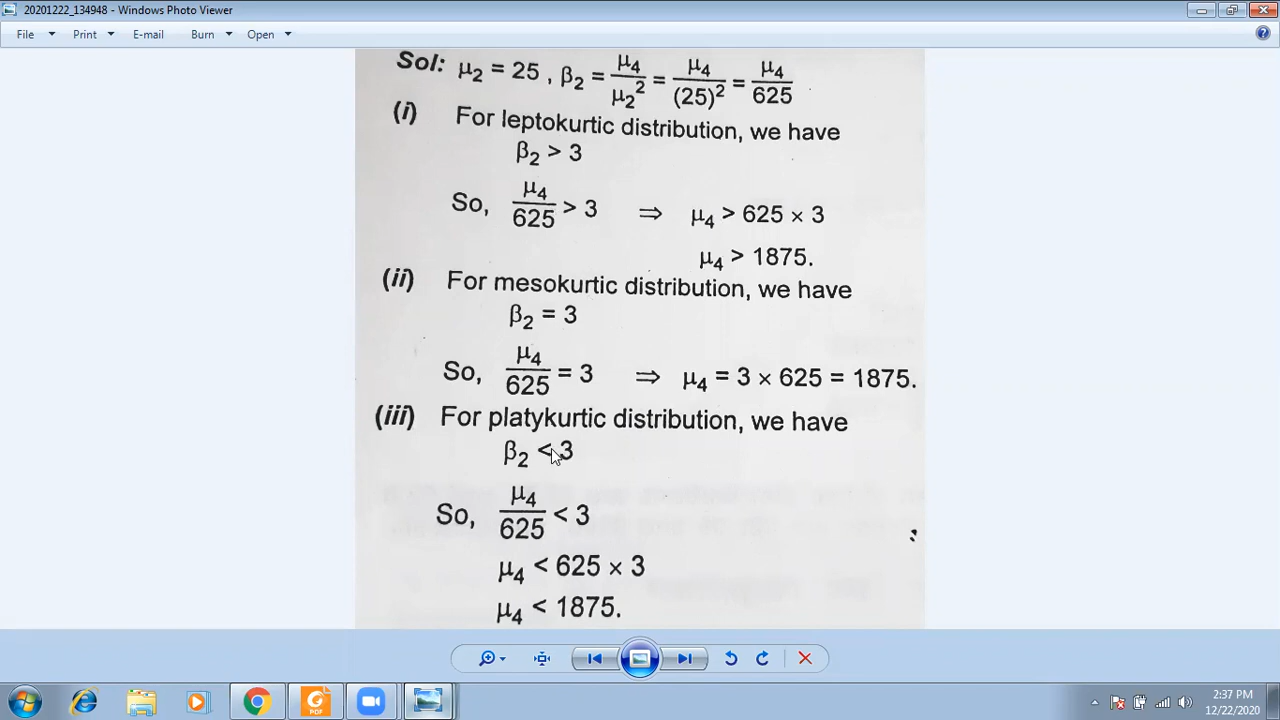 20201222_134948 - Windows Photo Viewer
File Print E-mail Burn Open
Sol: μ₂ = 25 , β₂ = μ₄/μ₂² = μ₄/(25)² = μ₄/625
(i) For leptokurtic distribution, we have
β₂ > 3
So, μ₄/625 > 3 ⇒ μ₄ > 625 × 3
μ₄ > 1875.
(ii) For mesokurtic distribution, we have
β₂ = 3
So, μ₄/625 = 3 ⇒ μ₄ = 3 × 625 = 1875.
(iii) For platykurtic distribution, we have
β₂ < 3
So, μ₄/625 < 3
μ₄ < 625 × 3
μ₄ < 1875.
PDF
2:37 PM
12/22/2020